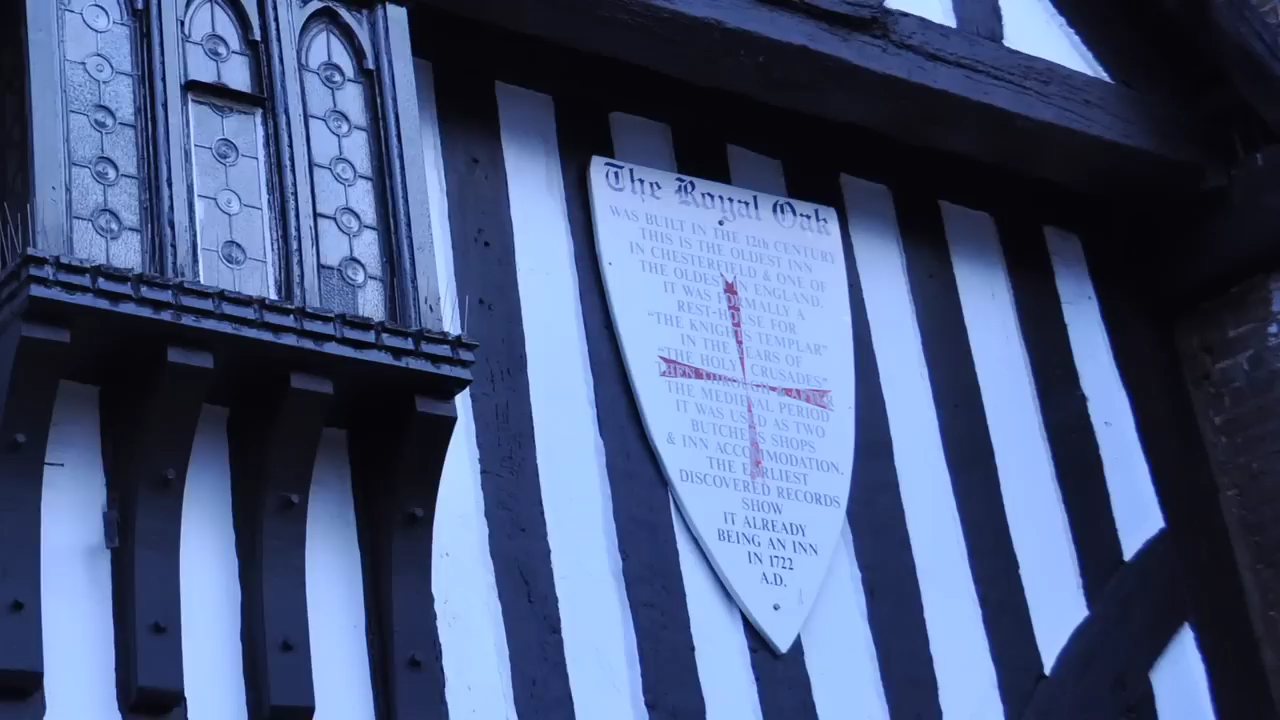 The Royal Oak
WAS BUILT IN THE 12th CENTURY
THIS IS THE OLDEST INN
IN CHESTERFIELD & ONE OF
THE OLDEST IN ENGLAND.
IT WAS FORMALLY A
REST-HOUSE FOR
"THE KNIGHTS TEMPLAR"
IN THE YEARS OF
"THE HOLY CRUSADES"
THEN THROUGH & AFTER
THE MEDIEVAL PERIOD
IT WAS USED AS TWO
BUTCHERS SHOPS
& INN ACCOMMODATION.
THE EARLIEST
DISCOVERED RECORDS
SHOW
IT ALREADY
BEING AN INN
IN 1722
A.D.